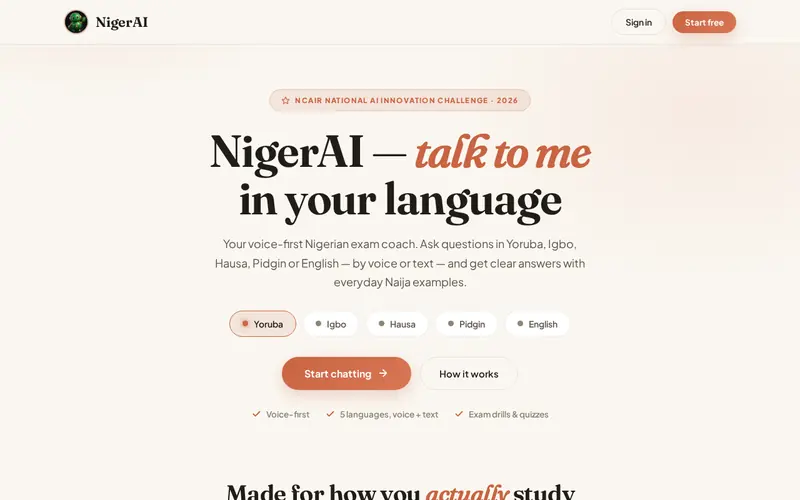 NigerAI
Sign in
Start free
NCAIR NATIONAL AI INNOVATION CHALLENGE · 2026
NigerAI — talk to me
in your language
Your voice-first Nigerian exam coach. Ask questions in Yoruba, Igbo,
Hausa, Pidgin or English — by voice or text — and get clear answers with
everyday Naija examples.
Yoruba
Igbo
Hausa
Pidgin
English
Start chatting →
How it works
Voice-first
5 languages, voice + text
Exam drills & quizzes
Made for how you actually study